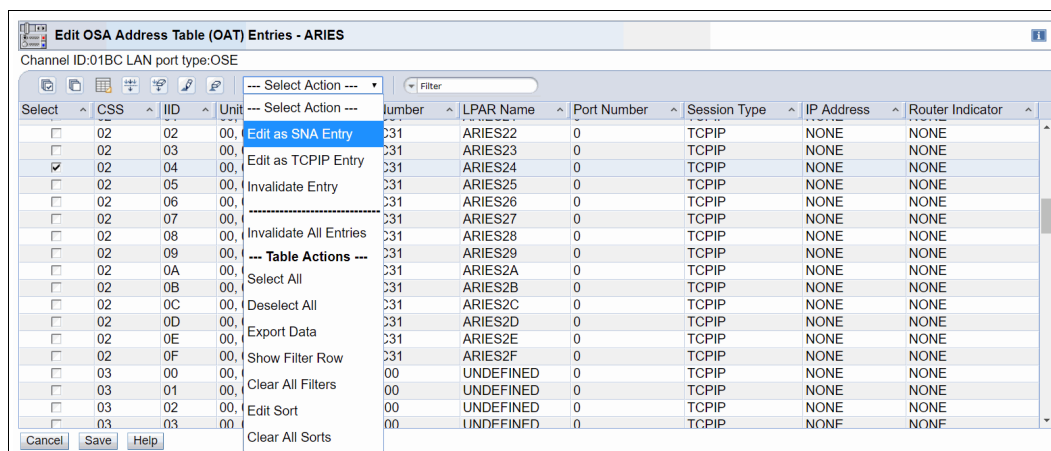 Edit OSA Address Table (OAT) Entries - ARIES
Channel ID:01BC LAN port type:OSE
--- Select Action --- Filter
Select CSS IID Unit Number LPAR Name Port Number Session Type IP Address Router Indicator
--- Select Action ---
Edit as SNA Entry
Edit as TCPIP Entry
Invalidate Entry
------------------------------
Invalidate All Entries
--- Table Actions ---
Select All
Deselect All
Export Data
Show Filter Row
Clear All Filters
Edit Sort
Clear All Sorts
02 02 00, C31 ARIES22 0 TCPIP NONE NONE
02 03 00, C31 ARIES23 0 TCPIP NONE NONE
02 04 00, C31 ARIES24 0 TCPIP NONE NONE
02 05 00, C31 ARIES25 0 TCPIP NONE NONE
02 06 00, C31 ARIES26 0 TCPIP NONE NONE
02 07 00, C31 ARIES27 0 TCPIP NONE NONE
02 08 00, C31 ARIES28 0 TCPIP NONE NONE
02 09 00, C31 ARIES29 0 TCPIP NONE NONE
02 0A 00, C31 ARIES2A 0 TCPIP NONE NONE
02 0B 00, C31 ARIES2B 0 TCPIP NONE NONE
02 0C 00, C31 ARIES2C 0 TCPIP NONE NONE
02 0D 00, C31 ARIES2D 0 TCPIP NONE NONE
02 0E 00, C31 ARIES2E 0 TCPIP NONE NONE
02 0F 00, C31 ARIES2F 0 TCPIP NONE NONE
03 00 00, 00 UNDEFINED 0 TCPIP NONE NONE
03 01 00, 00 UNDEFINED 0 TCPIP NONE NONE
03 02 00, 00 UNDEFINED 0 TCPIP NONE NONE
03 03 00, 00 UNDEFINED 0 TCPIP NONE NONE
Cancel Save Help